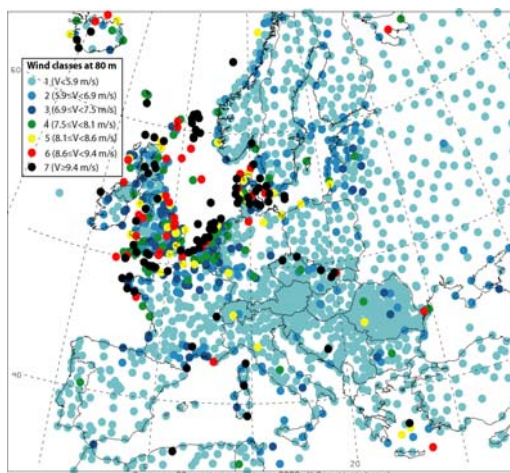 Wind classes at 80 m
1 (V<5.9 m/s)
2 (5.9≤V<6.9 m/s)
3 (6.9≤V<7.5 m/s)
4 (7.5≤V<8.1 m/s)
5 (8.1≤V<8.6 m/s)
6 (8.6≤V<9.4 m/s)
7 (V≥9.4 m/s)
60
40
20